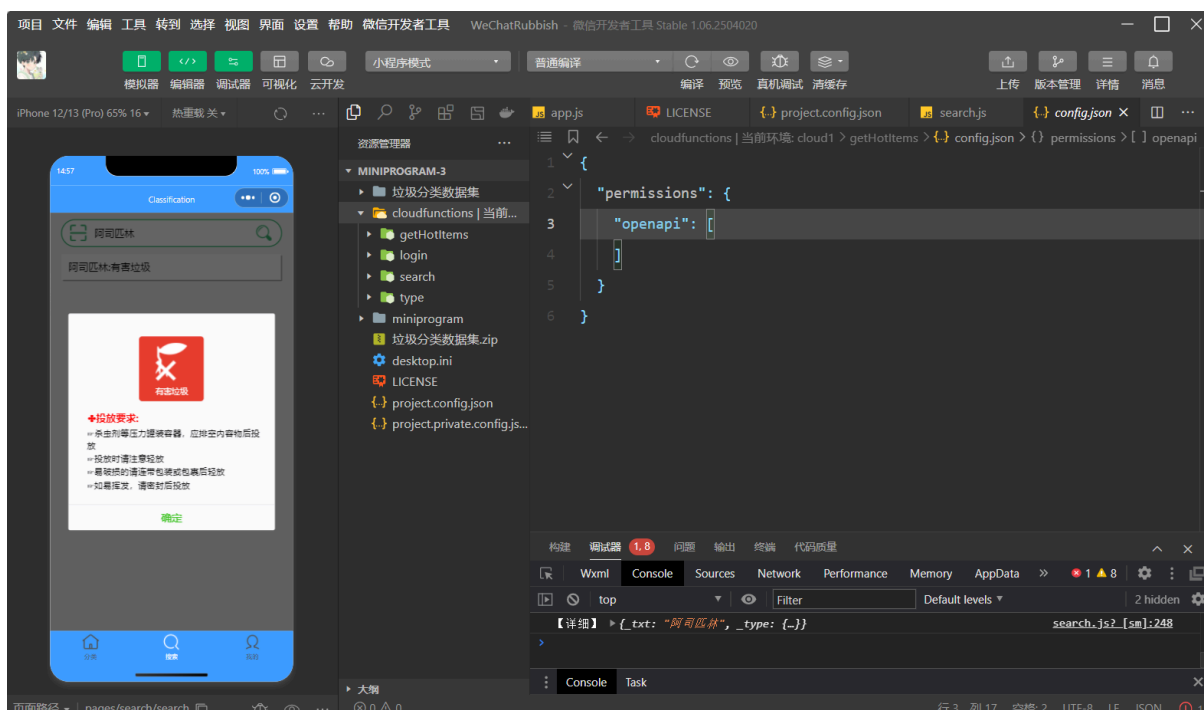 项目 文件 编辑 工具 转到 选择 视图 界面 设置 帮助 微信开发者工具 WeChatRubbish - 微信开发者工具 Stable 1.06.2504020
小程序模式 普通编译
模拟器 编辑器 调试器 可视化 云开发 编译 预览 真机调试 清缓存 上传 版本管理 详情 消息
iPhone 12/13 (Pro) 65% 16 热重载 关
app.js LICENSE project.config.json search.js config.json
cloudfunctions | 当前环境: cloud1 > getHotItems > {..} config.json > { } permissions > [ ] openapi
14:57 100%
Classification
阿司匹林
阿司匹林:有害垃圾
有害垃圾
投放要求:
杀虫剂等压力罐装容器,应排空内容物后投
放
投放时请注意轻放
易破损的请连带包装或包裹后轻放
如易挥发,请密封后投放
确定
分类 搜索 我的
页面路径 pages/search/search
资源管理器
MINIPROGRAM-3
垃圾分类数据集
cloudfunctions | 当前...
getHotItems
login
search
type
miniprogram
垃圾分类数据集.zip
desktop.ini
LICENSE
project.config.json
project.private.config.js...
大纲
0 0
1 {
2 "permissions": {
3 "openapi": [
4 ]
5 }
6 }
构建 调试器 1, 8 问题 输出 终端 代码质量
Wxml Console Sources Network Performance Memory AppData » 1 8
top Filter Default levels 2 hidden
【详细】 {_txt: "阿司匹林", _type: {…}} search.js? [sm]:248
Console Task
行 3, 列 17 空格: 2 UTF-8 LF JSON